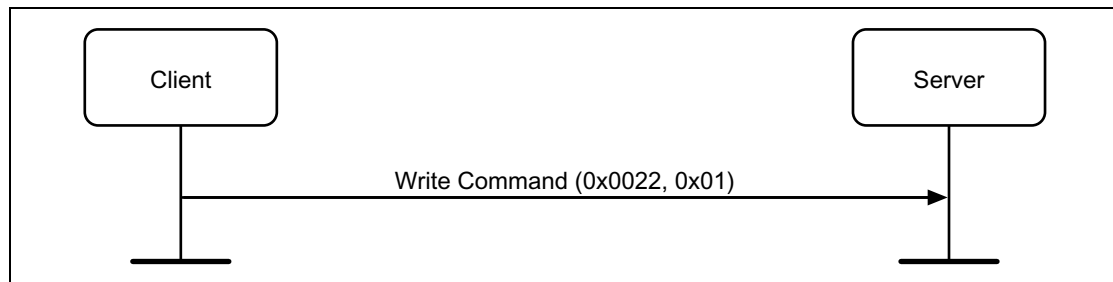 Client
Server
Write Command (0x0022, 0x01)